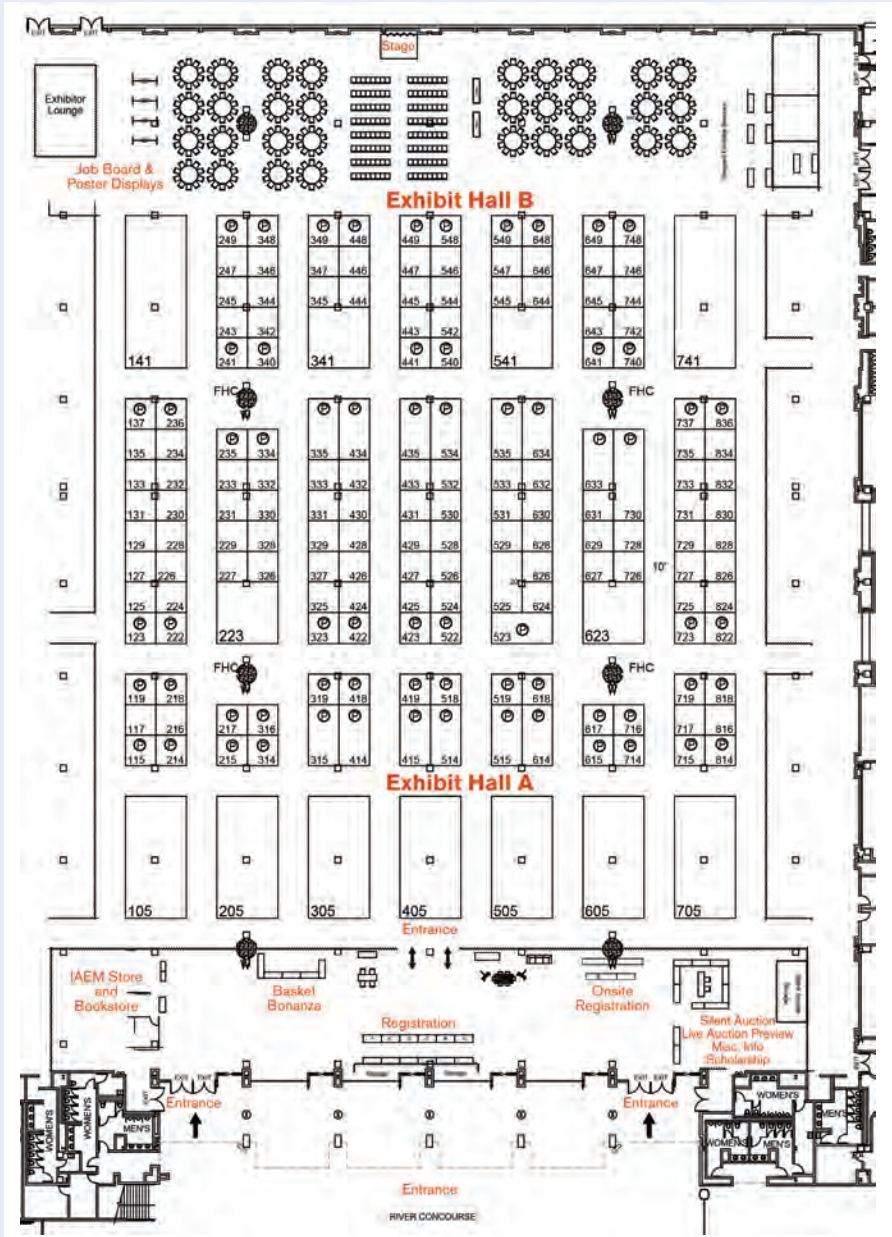 EXIT EXIT
Stage
Exhibitor
Lounge
Job Board &
Poster Displays
Exhibit Hall B
249 348 349 448 449 548 549 648 649 748
247 346 347 446 447 546 547 646 647 746
245 344 345 444 445 544 545 644 645 744
243 342 443 542 643 742
141 241 340 341 441 540 541 641 740 741
FHC FHC
137 236 737 836
135 234 235 334 335 434 435 534 535 634 735 834
133 232 233 332 333 432 433 532 533 632 633 733 832
131 230 231 330 331 430 431 530 531 630 631 730 731 830
129 228 229 328 329 428 429 528 529 628 629 728 729 828
127 226 227 326 327 426 427 526 626 627 726 727 826
125 224 325 424 425 524 525 624 725 824
123 222 223 323 422 423 522 523 623 723 822
10'
FHC FHC
119 218 319 418 419 518 519 618 719 818
117 216 217 316 617 716 717 816
115 214 215 314 315 414 415 514 515 614 615 714 715 814
Exhibit Hall A
105 205 305 405 505 605 705
Entrance
IAEM Store
and
Bookstore
Basket
Bonanza
Onsite
Registration
Registration
Silent Auction
Live Auction Preview
Misc. Info
Scholarship
EXIT EXIT EXIT EXIT
Entrance Entrance
WOMEN'S WOMEN'S MEN'S WOMEN'S MEN'S
WOMEN'S MEN'S
Entrance
RIVER CONCOURSE